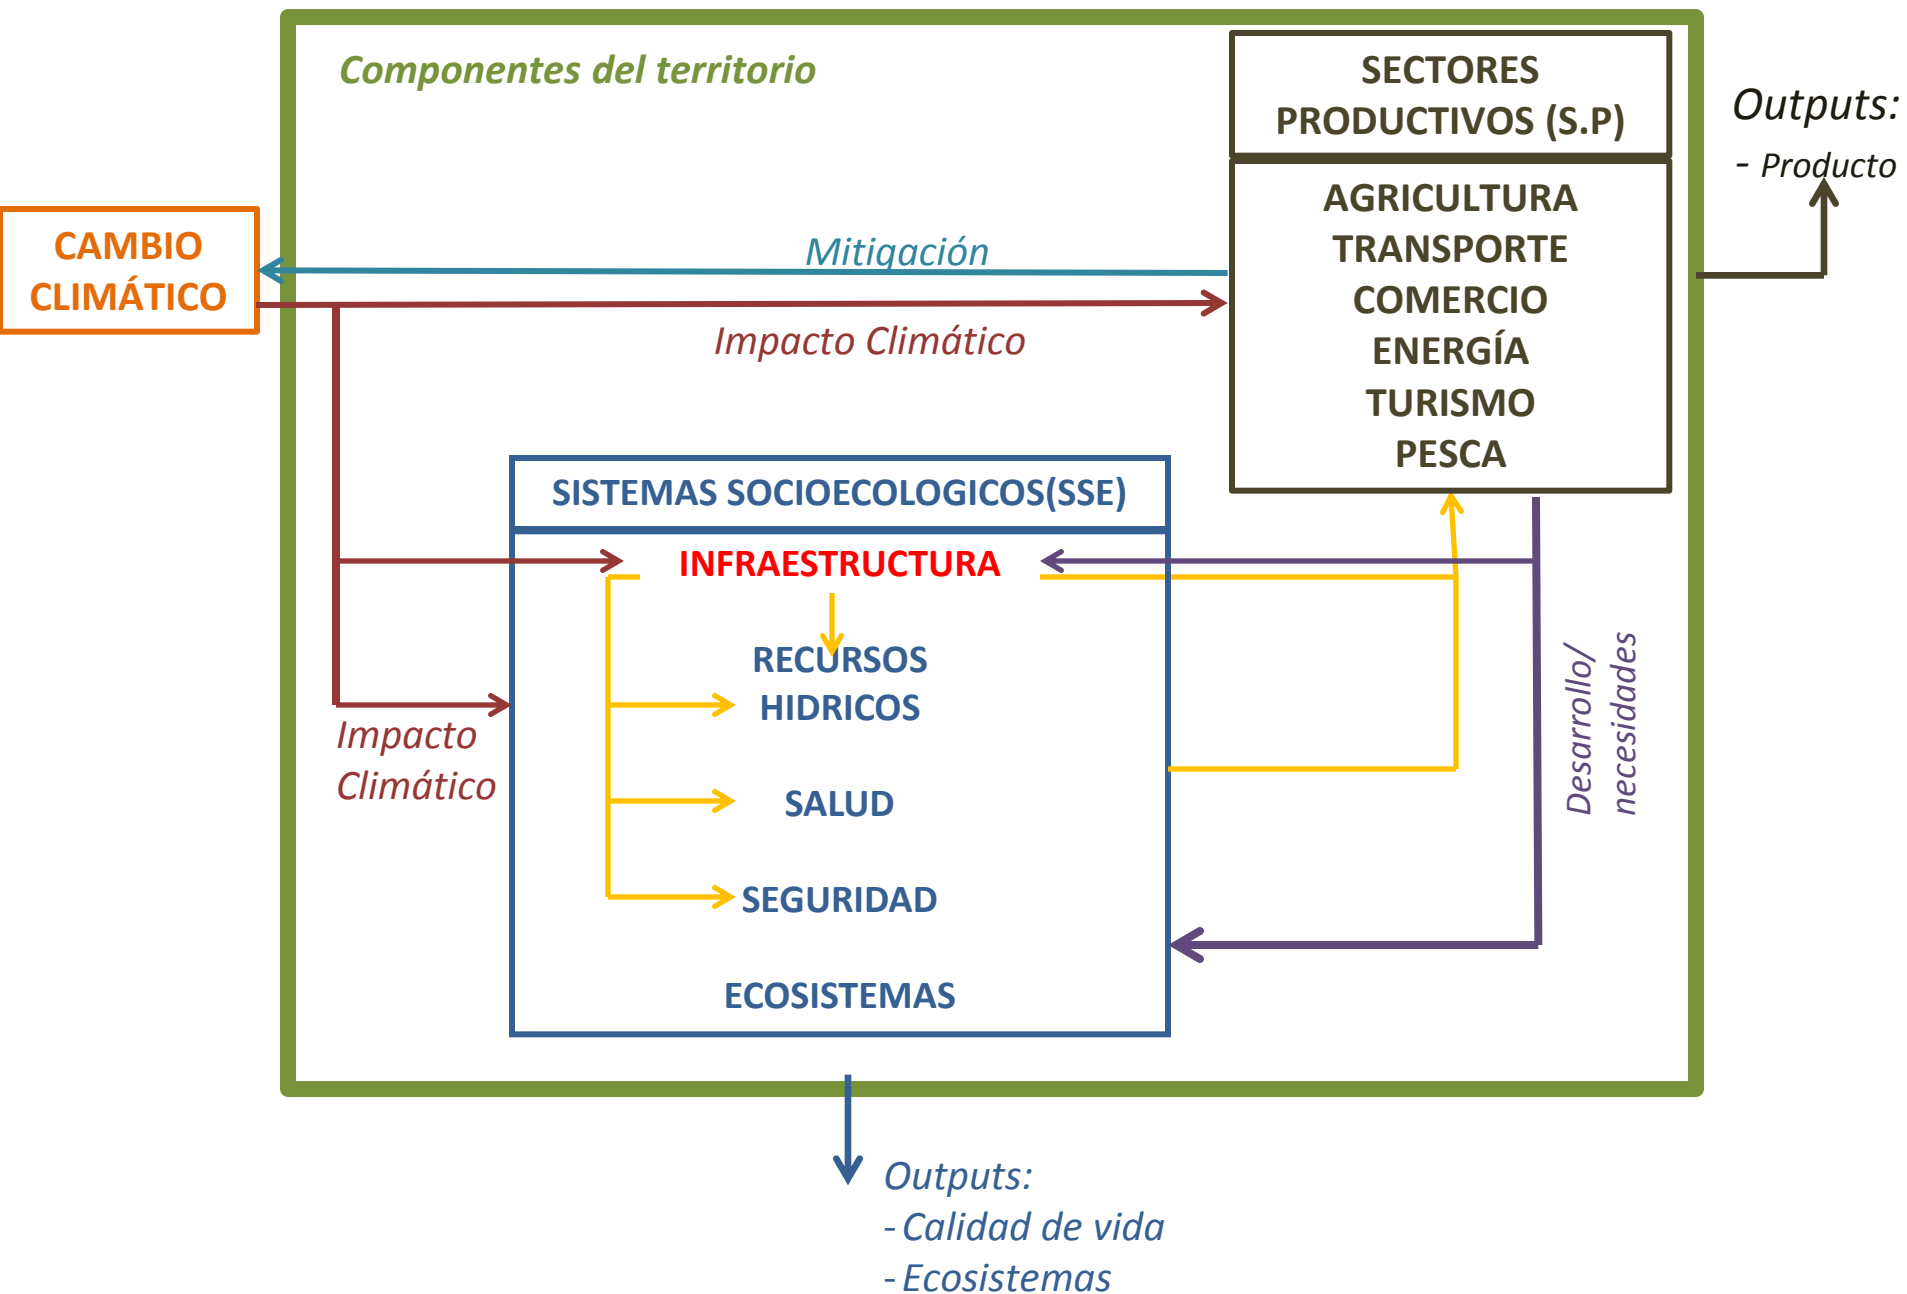 Componentes del territorio
SECTORES
PRODUCTIVOS (S.P)
Outputs:
- Producto
AGRICULTURA
TRANSPORTE
COMERCIO
ENERGÍA
TURISMO
PESCA
CAMBIO
CLIMÁTICO
Mitigación
Impacto Climático
SISTEMAS SOCIOECOLOGICOS(SSE)
INFRAESTRUCTURA
RECURSOS
HIDRICOS
SALUD
SEGURIDAD
ECOSISTEMAS
Impacto
Climático
Desarrollo/
necesidades
Outputs:
- Calidad de vida
- Ecosistemas